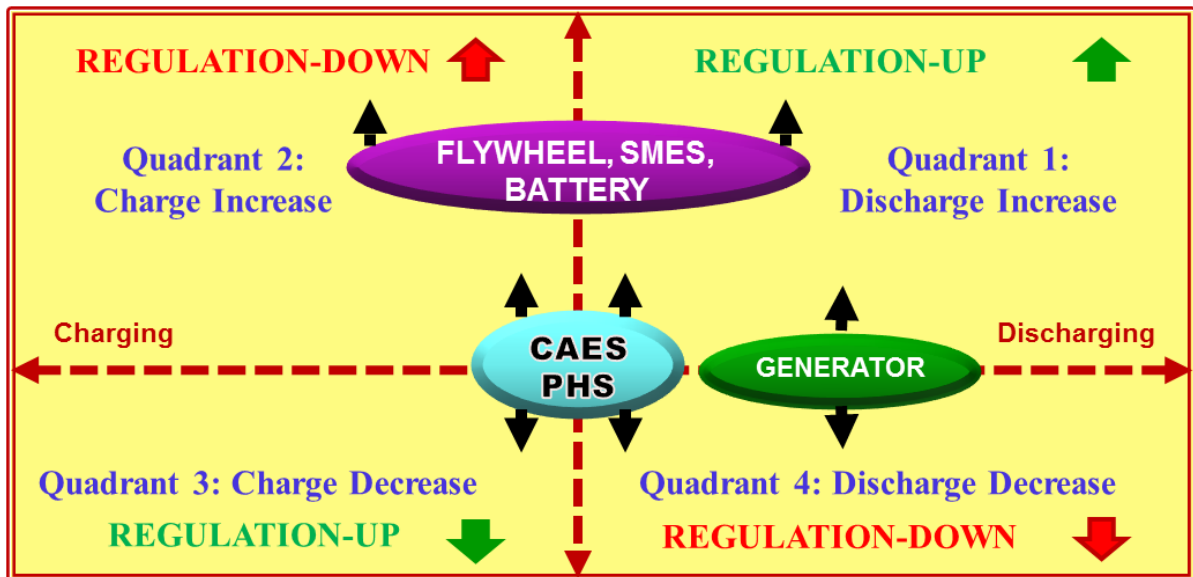 REGULATION-DOWN
REGULATION-UP
FLYWHEEL, SMES,
BATTERY
Quadrant 2:
Charge Increase
Quadrant 1:
Discharge Increase
Charging
Discharging
CAES
PHS
GENERATOR
Quadrant 3: Charge Decrease
REGULATION-UP
Quadrant 4: Discharge Decrease
REGULATION-DOWN